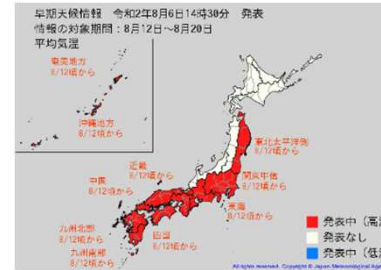 早期天候情報 令和2年8月6日14時30分 発表
情報の対象期間：8月12日～8月20日
平均気温
奄美地方
8/12頃から
沖縄地方
8/12頃から
東北太平洋側
8/12頃から
近畿
8/12頃から
関東甲信
8/12頃から
中国
8/12頃から
東海
8/12頃から
九州北部
8/12頃から
四国
8/12頃から
九州南部
8/12頃から
発表中（高
発表なし
発表中（低
All rights reserved. Copyright © Japan Meteorological